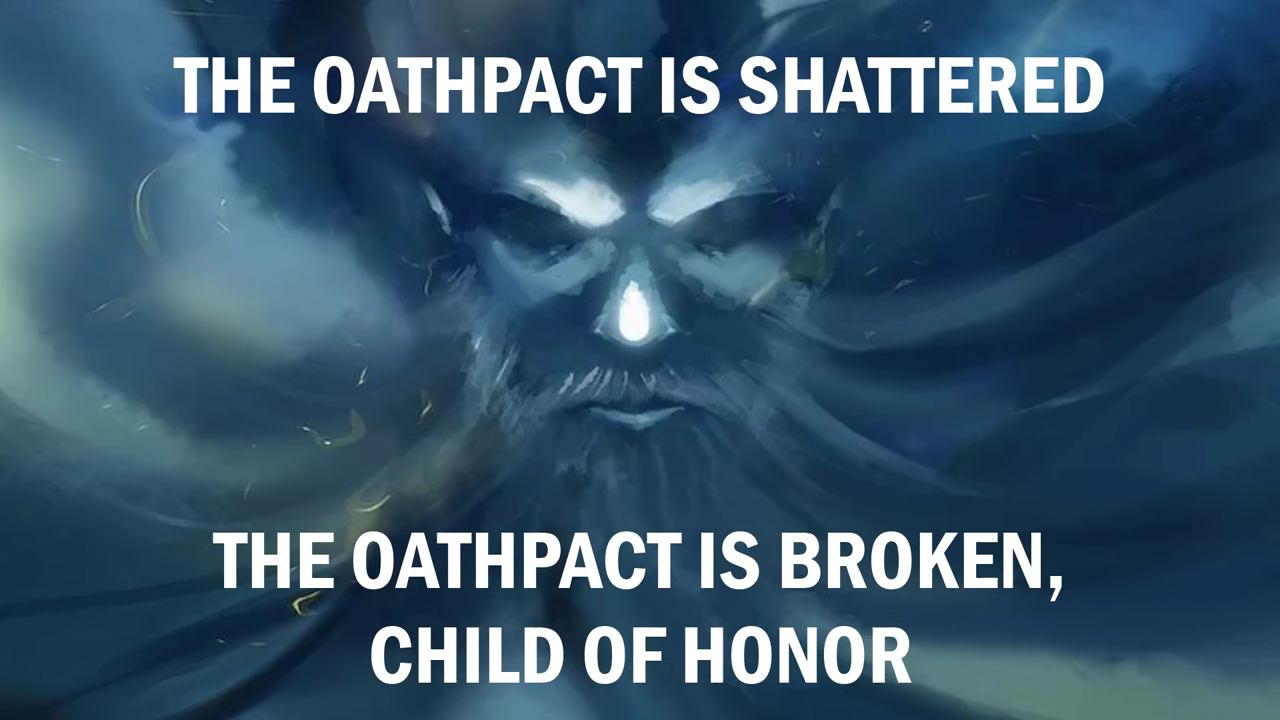 THE OATHPACT IS SHATTERED
THE OATHPACT IS BROKEN,
CHILD OF HONOR